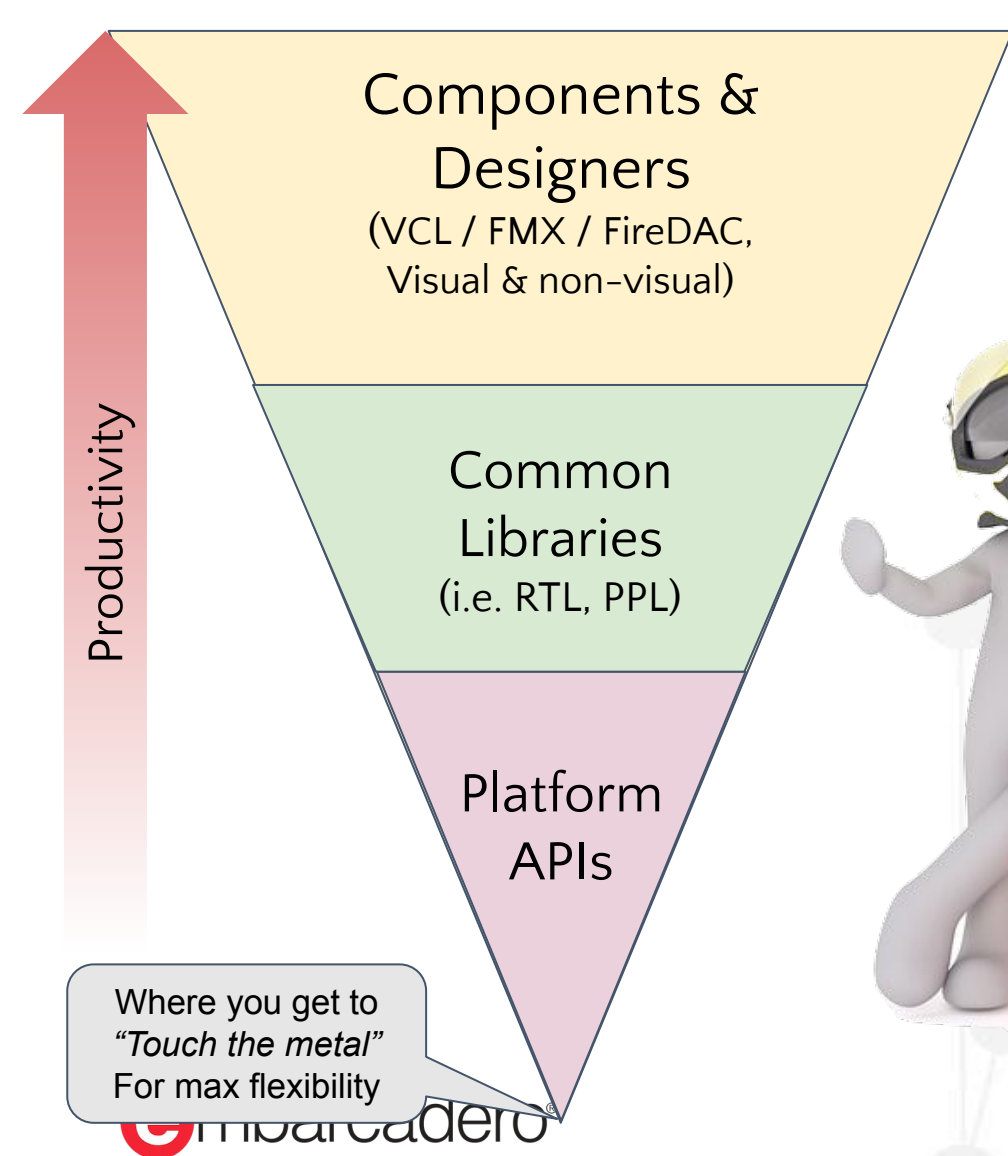 Components &
Designers
(VCL / FMX / FireDAC,
Visual & non-visual)
Productivity
Common
Libraries
(i.e. RTL, PPL)
Platform
APIs
Where you get to
“Touch the metal”
For max flexibility
embarcadero®